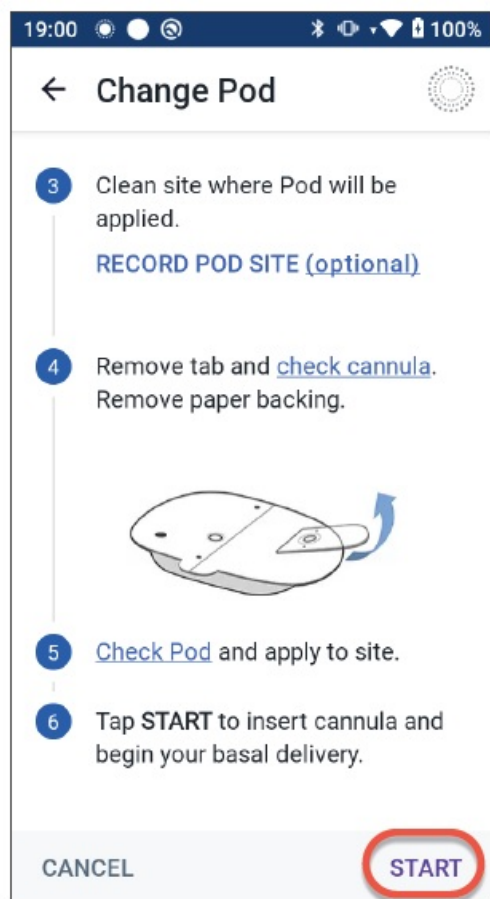 19:00 100%
Change Pod
3 Clean site where Pod will be
applied.
RECORD POD SITE (optional)
4 Remove tab and check cannula.
Remove paper backing.
5 Check Pod and apply to site.
6 Tap START to insert cannula and
begin your basal delivery.
CANCEL START